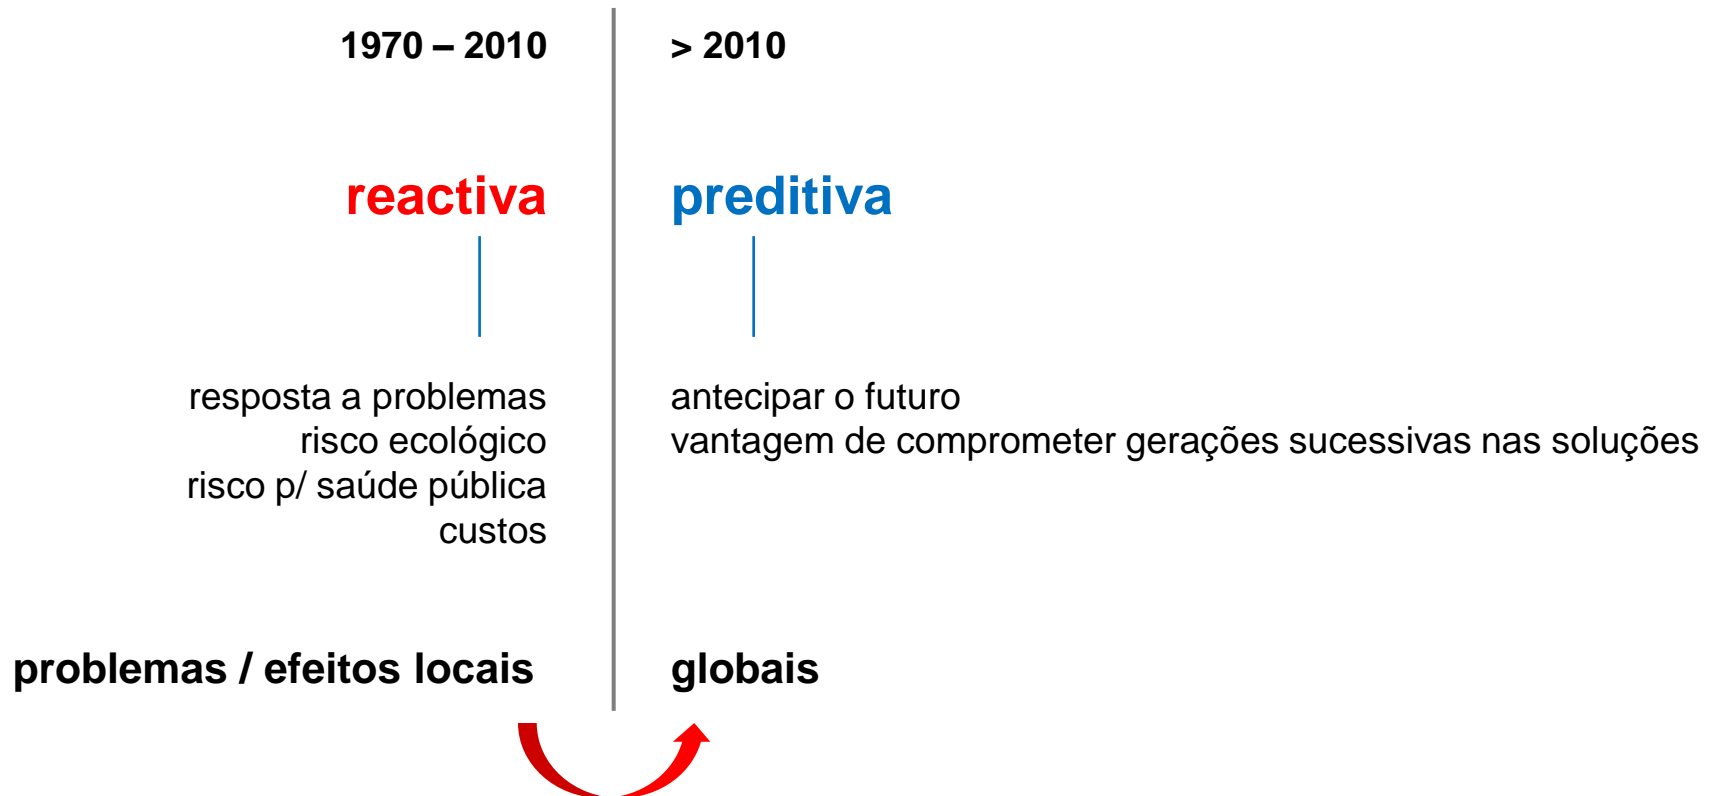 1970 – 2010
> 2010
reactiva
preditiva
resposta a problemas
risco ecológico
risco p/ saúde pública
custos
antecipar o futuro
vantagem de comprometer gerações sucessivas nas soluções
problemas / efeitos locais
globais